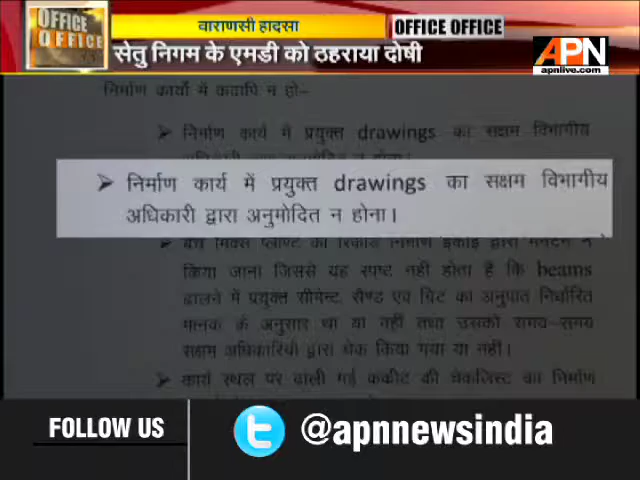 OFFICE
OFFICE
वाराणसी हादसा
OFFICE OFFICE
सेतु निगम के एमडी को ठहराया दोषी
APN
apnlive.com
निर्माण कार्यों में कदापि न हो-
➤ निर्माण कार्य में प्रयुक्त drawings का सक्षम विभागीय
➤ निर्माण कार्य में प्रयुक्त drawings का सक्षम विभागीय
अधिकारी द्वारा अनुमोदित न होना।
का रिकार्ड निर्माण इकाई द्वारा न
किया जाना जिससे यह स्पष्ट नहीं होता है कि beams
ढालने में प्रयुक्त सीमेन्ट, सैण्ड एवं ग्रिट का अनुपात निर्धारित
मानक के अनुसार था या नहीं तथा उसको समय-समय
सक्षम अधिकारियों द्वारा चेक किया गया या नहीं।
➤ कार्य स्थल पर ढाली गई कंक्रीट की चेकलिस्ट का निर्माण
FOLLOW US
@apnnewsindia